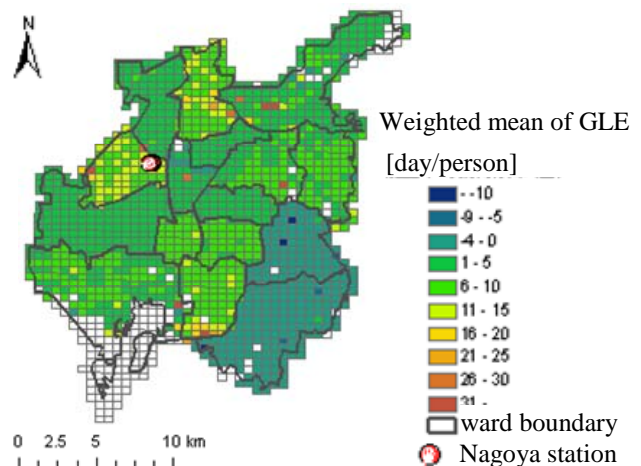 N
Weighted mean of GLE
[day/person]
- -10
-9 - -5
-4 - 0
1 - 5
6 - 10
11 - 15
16 - 20
21 - 25
26 - 30
31 -
ward boundary
Nagoya station
0 2.5 5 10 km